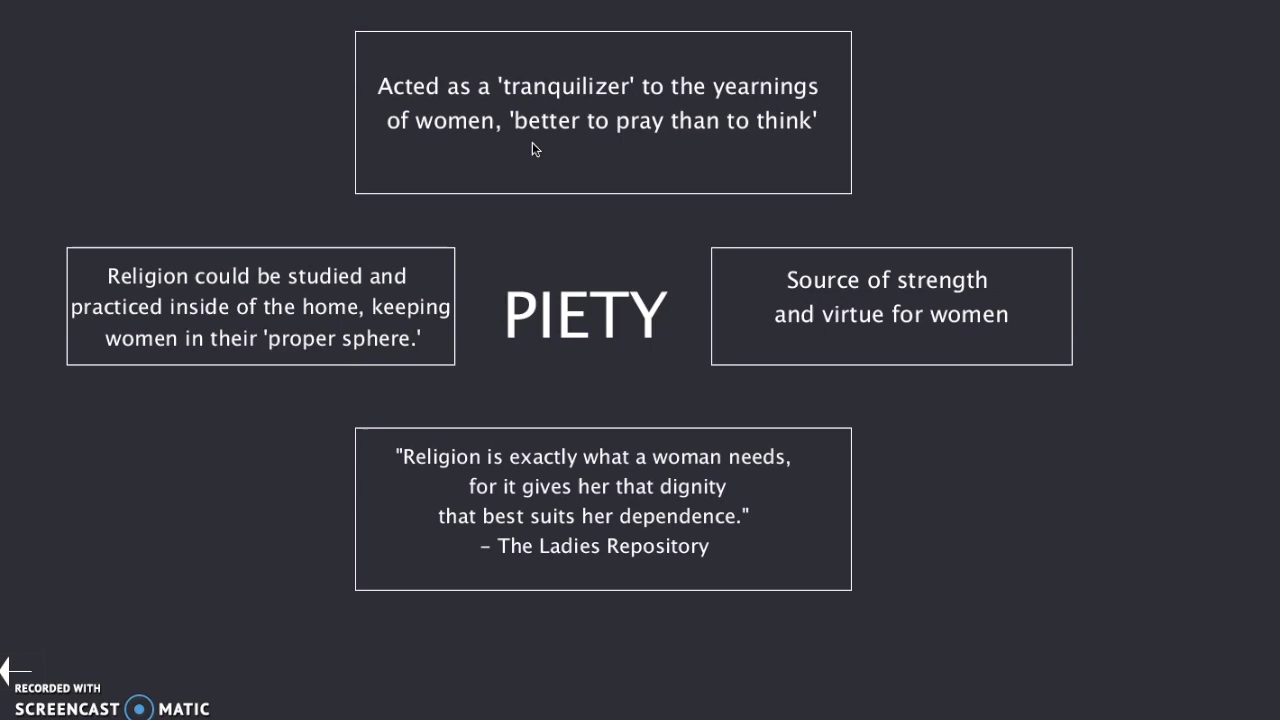 Acted as a 'tranquilizer' to the yearnings
of women, 'better to pray than to think'
Religion could be studied and
practiced inside of the home, keeping
women in their 'proper sphere.'
PIETY
Source of strength
and virtue for women
"Religion is exactly what a woman needs,
for it gives her that dignity
that best suits her dependence."
– The Ladies Repository
RECORDED WITH
SCREENCAST MATIC